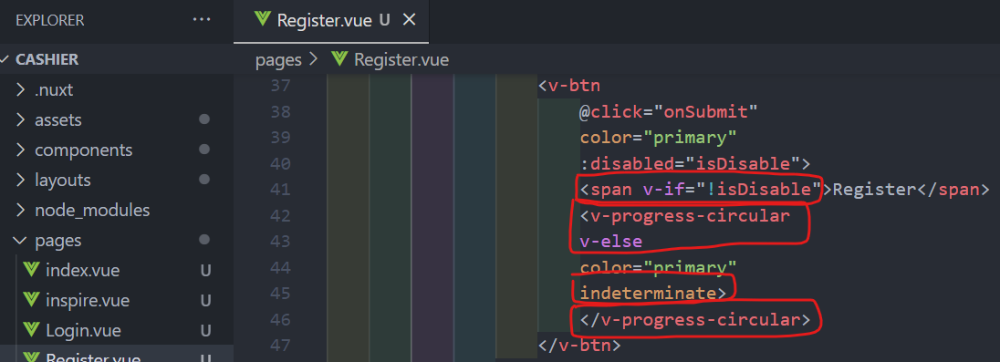 EXPLORER ...
CASHIER
.nuxt
assets
components
layouts
node_modules
pages
index.vue U
inspire.vue U
Login.vue U
Register.vue U
Register.vue U
pages > Register.vue
37 <v-btn
38 @click="onSubmit"
39 color="primary"
40 :disabled="isDisable">
41 <span v-if="!isDisable">Register</span>
42 <v-progress-circular
43 v-else
44 color="primary"
45 indeterminate>
46 </v-progress-circular>
47 </v-btn>